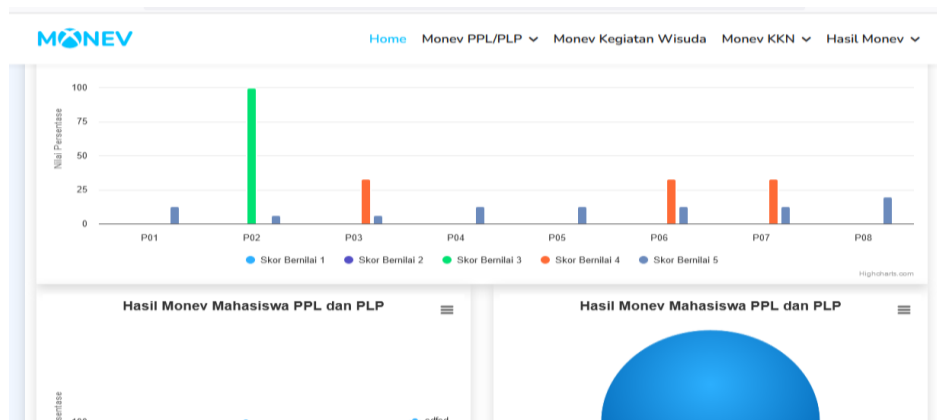 MONEV
Home Monev PPL/PLP Monev Kegiatan Wisuda Monev KKN Hasil Monev
Nilai Persentase
100
75
50
25
0
P01 P02 P03 P04 P05 P06 P07 P08
Skor Bernilai 1 Skor Bernilai 2 Skor Bernilai 3 Skor Bernilai 4 Skor Bernilai 5
Highcharts.com
Hasil Monev Mahasiswa PPL dan PLP
Hasil Monev Mahasiswa PPL dan PLP